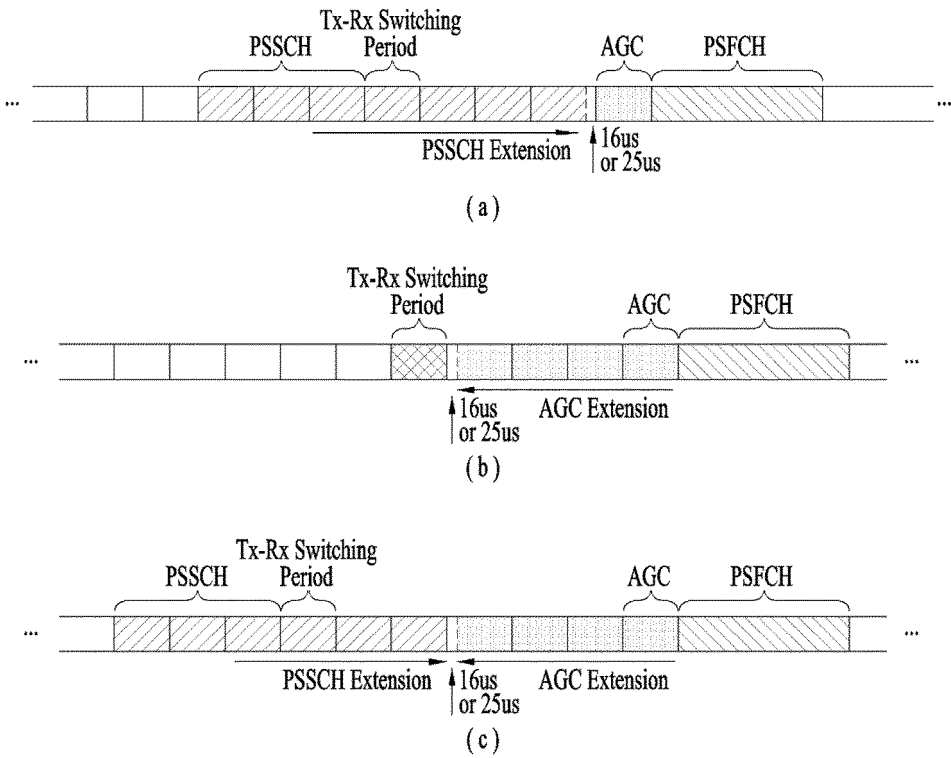 Tx-Rx Switching
PSSCH Period AGC PSFCH
... ...
PSSCH Extension 16us
or 25us
(a)
Tx-Rx Switching
Period AGC PSFCH
... ...
16us AGC Extension
or 25us
(b)
Tx-Rx Switching
PSSCH Period AGC PSFCH
... ...
PSSCH Extension 16us AGC Extension
or 25us
(c)